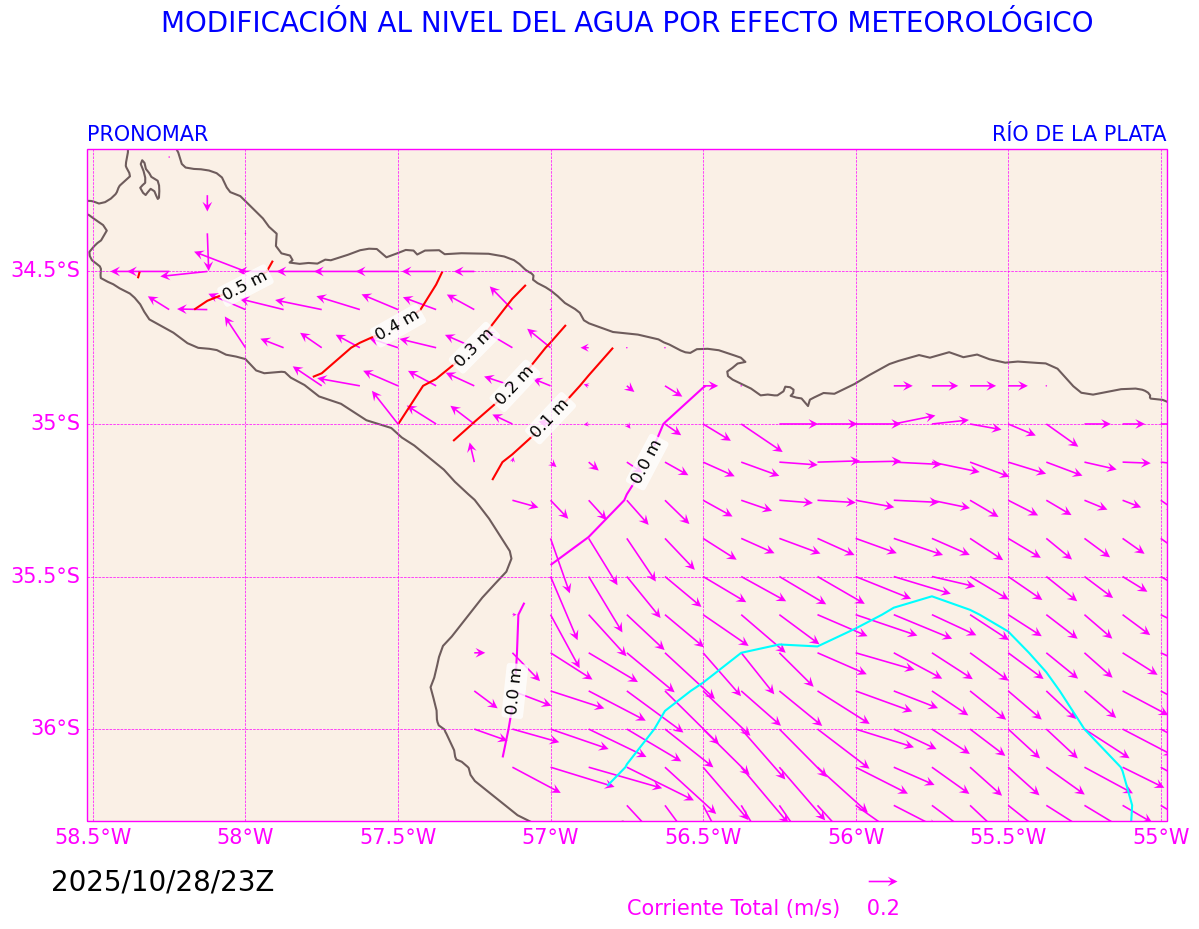 MODIFICACIÓN AL NIVEL DEL AGUA POR EFECTO METEOROLÓGICO
PRONOMAR
RÍO DE LA PLATA
34.5°S
35°S
35.5°S
36°S
0.5 m
0.4 m
0.3 m
0.2 m
0.1 m
0.0 m
0.0 m
58.5°W
58°W
57.5°W
57°W
56.5°W
56°W
55.5°W
55°W
2025/10/28/23Z
Corriente Total (m/s) 0.2